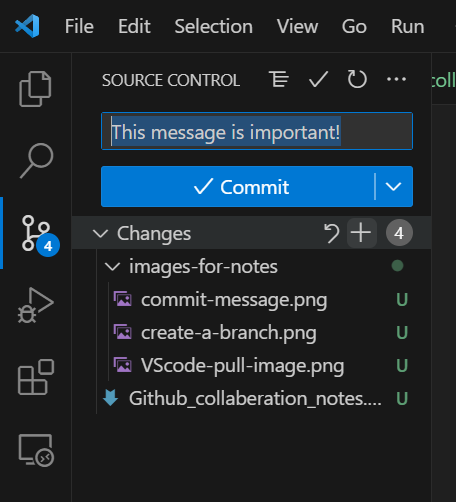 File Edit Selection View Go Run
SOURCE CONTROL
coll
This message is important!
Commit
4
Changes 4
images-for-notes
commit-message.png U
create-a-branch.png U
VScode-pull-image.png U
Github_collaberation_notes.... U